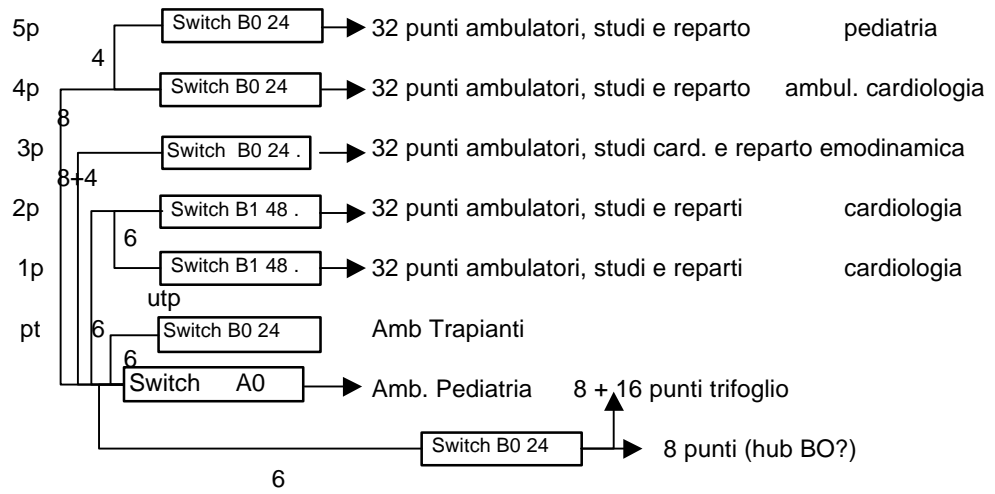 5p Switch B0 24 32 punti ambulatori, studi e reparto pediatria
4
4p Switch B0 24 32 punti ambulatori, studi e reparto ambul. cardiologia
8
3p Switch B0 24 . 32 punti ambulatori, studi card. e reparto emodinamica
8+4
2p Switch B1 48 . 32 punti ambulatori, studi e reparti cardiologia
6
1p Switch B1 48 . 32 punti ambulatori, studi e reparti cardiologia
utp
pt 6 Switch B0 24 Amb Trapianti
6
Switch A0 Amb. Pediatria 8 + 16 punti trifoglio
Switch B0 24 8 punti (hub BO?)
6